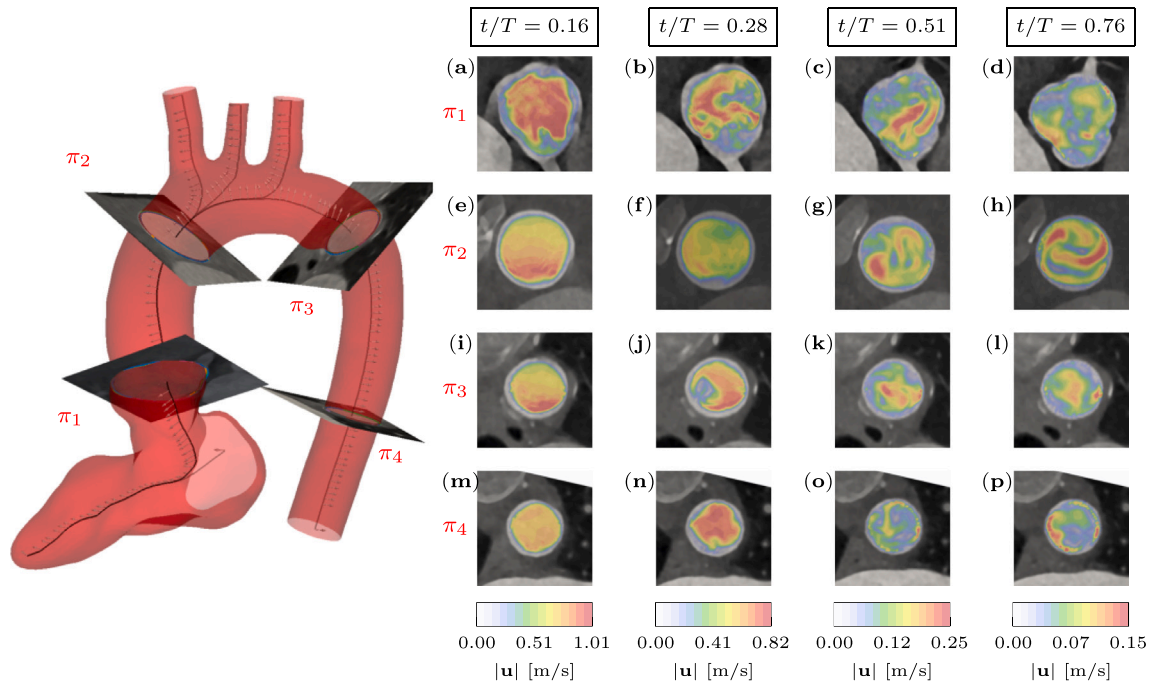 t/T = 0.16 t/T = 0.28 t/T = 0.51 t/T = 0.76
(a) (b) (c) (d)
π1
π2
(e) (f) (g) (h)
π2
π3
(i) (j) (k) (l)
π3
π1
π4
(m) (n) (o) (p)
π4
0.00 0.51 1.01 0.00 0.41 0.82 0.00 0.12 0.25 0.00 0.07 0.15
|u| [m/s] |u| [m/s] |u| [m/s] |u| [m/s]